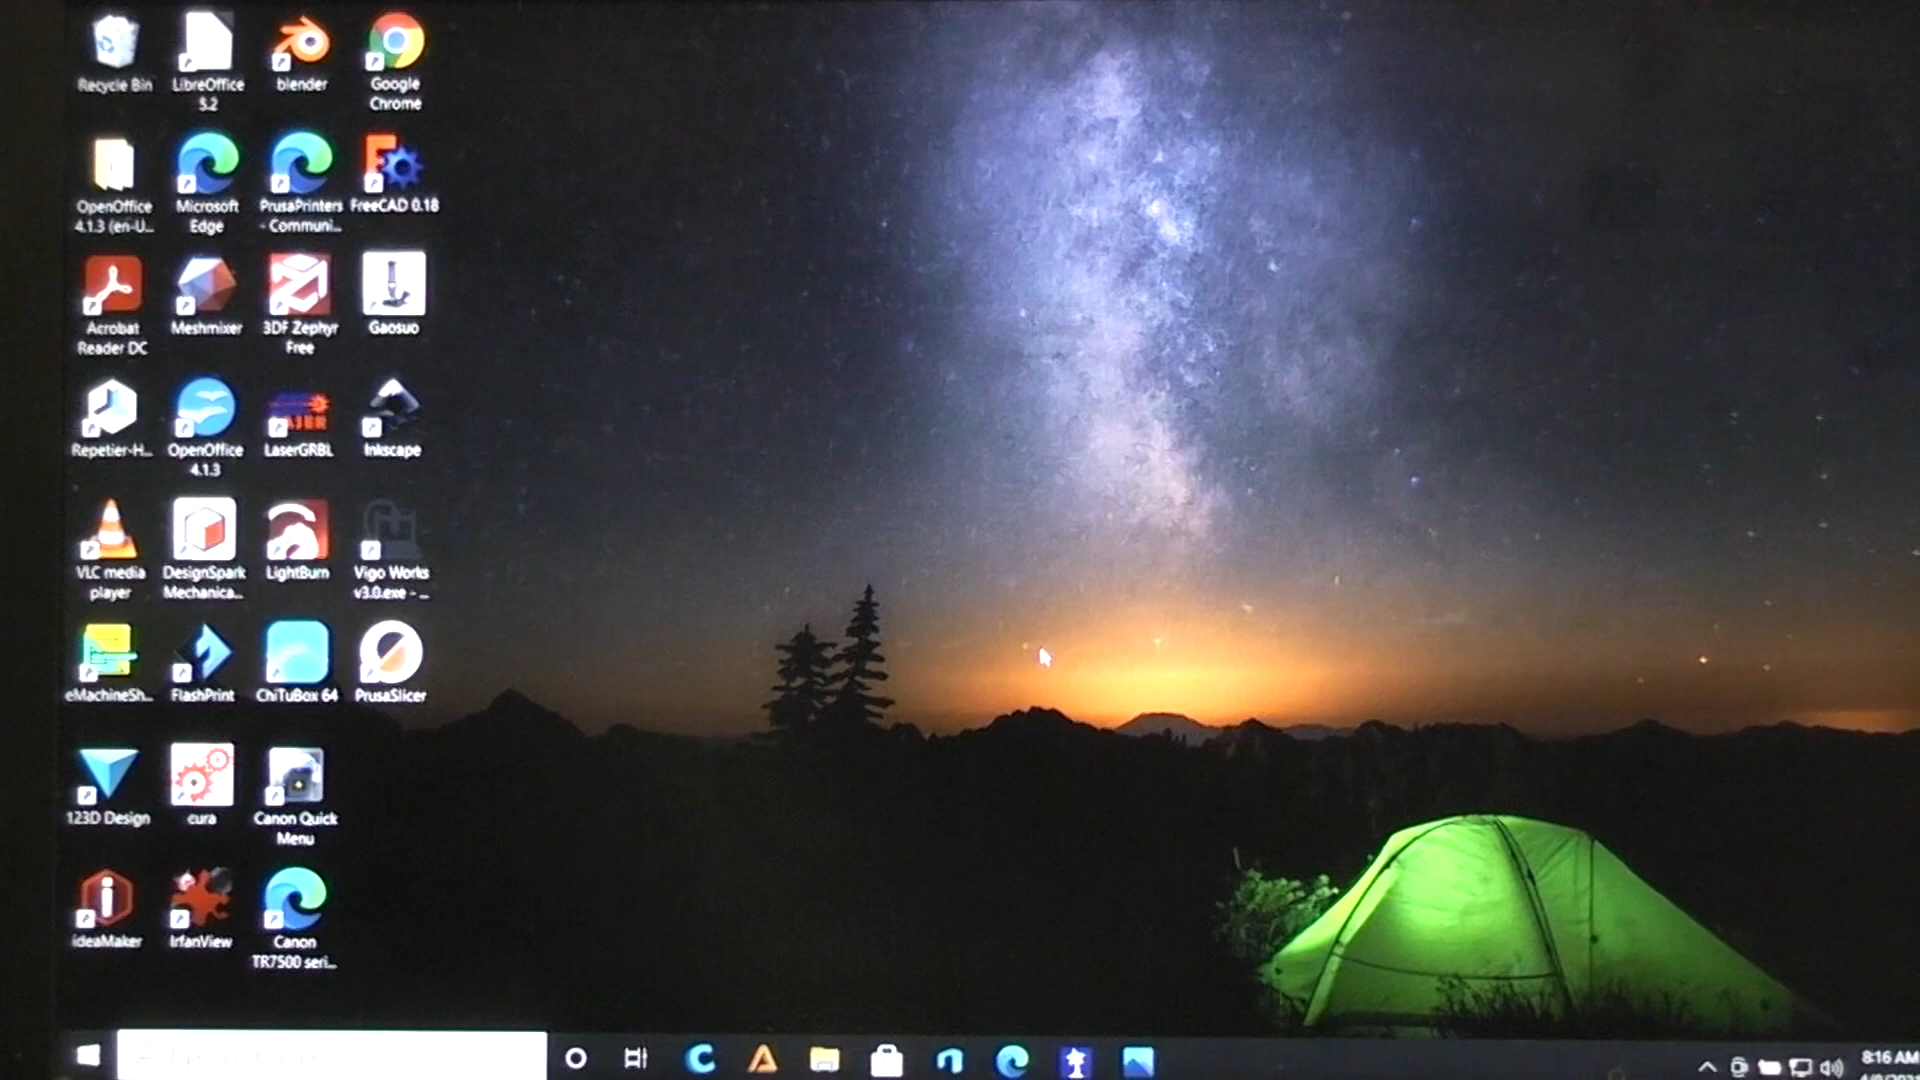 Recycle Bin
LibreOffice
5.2
blender
Google
Chrome
OpenOffice
4.1.3 (en-U...
Microsoft
Edge
PrusaPrinters
- Communi...
FreeCAD 0.18
Acrobat
Reader DC
Meshmixer
3DF Zephyr
Free
Gaosuo
Repetier-H...
OpenOffice
4.1.3
LaserGRBL
Inkscape
VLC media
player
DesignSpark
Mechanica...
LightBurn
Vigo Works
v3.0.exe - ...
eMachineSh...
FlashPrint
ChiTuBox 64
PrusaSlicer
123D Design
cura
Canon Quick
Menu
ideaMaker
IrfanView
Canon
TR7500 seri...
8:16 AM